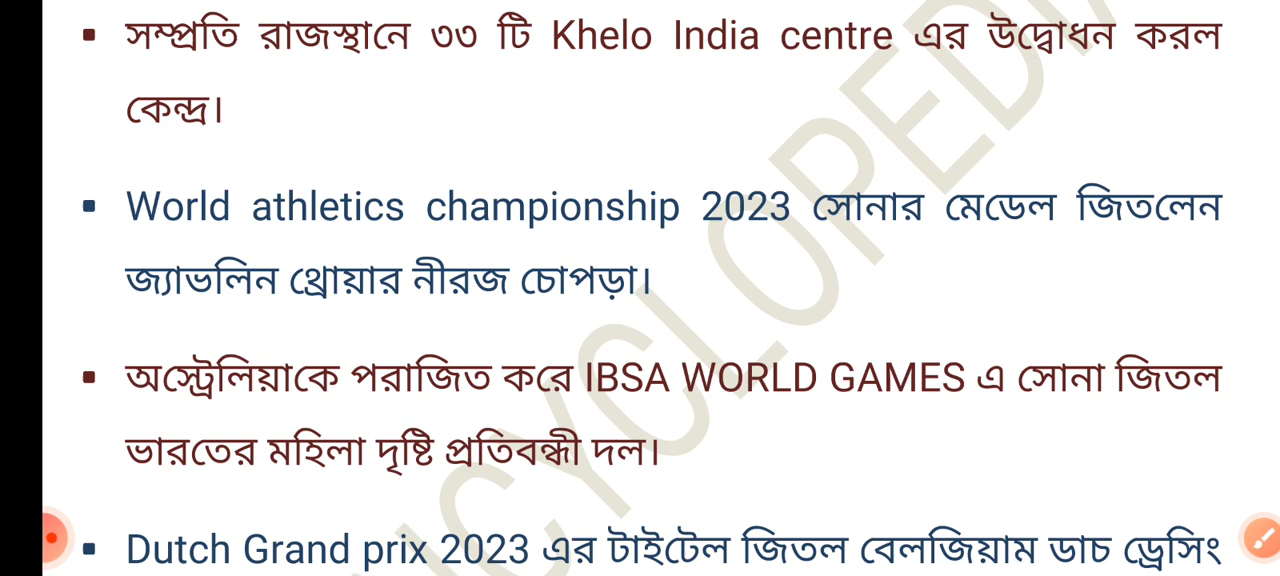 ▪ সম্প্রতি রাজস্থানে ৩৩ টি Khelo India centre এর উদ্বোধন করল
কেন্দ্র।
▪ World athletics championship 2023 সোনার মেডেল জিতলেন
জ্যাভলিন থ্রোয়ার নীরজ চোপড়া।
▪ অস্ট্রেলিয়াকে পরাজিত করে IBSA WORLD GAMES এ সোনা জিতল
ভারতের মহিলা দৃষ্টি প্রতিবন্ধী দল।
▪ Dutch Grand prix 2023 এর টাইটেল জিতল বেলজিয়াম ডাচ ড্রেসিং